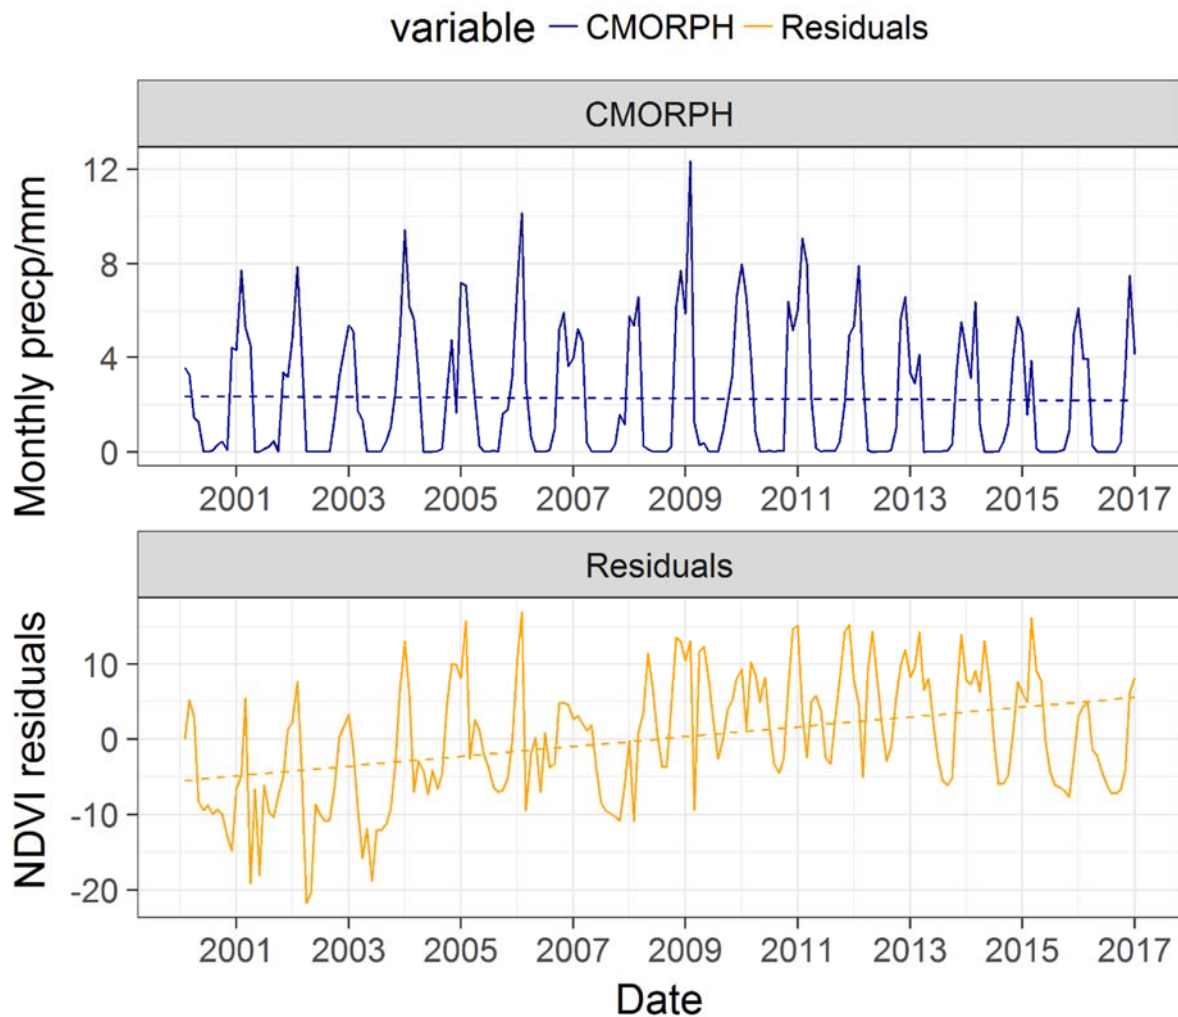 variable CMORPH Residuals
CMORPH
Monthly precp/mm
12
8
4
0
2001 2003 2005 2007 2009 2011 2013 2015 2017
Residuals
NDVI residuals
10
0
-10
-20
2001 2003 2005 2007 2009 2011 2013 2015 2017
Date